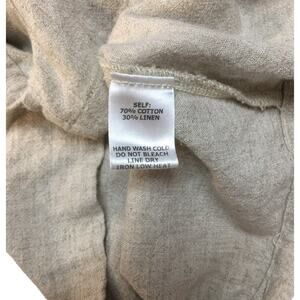 SELF:
70% COTTON
30% LINEN
HAND WASH COLD
DO NOT BLEACH
LINE DRY
IRON LOW HEAT